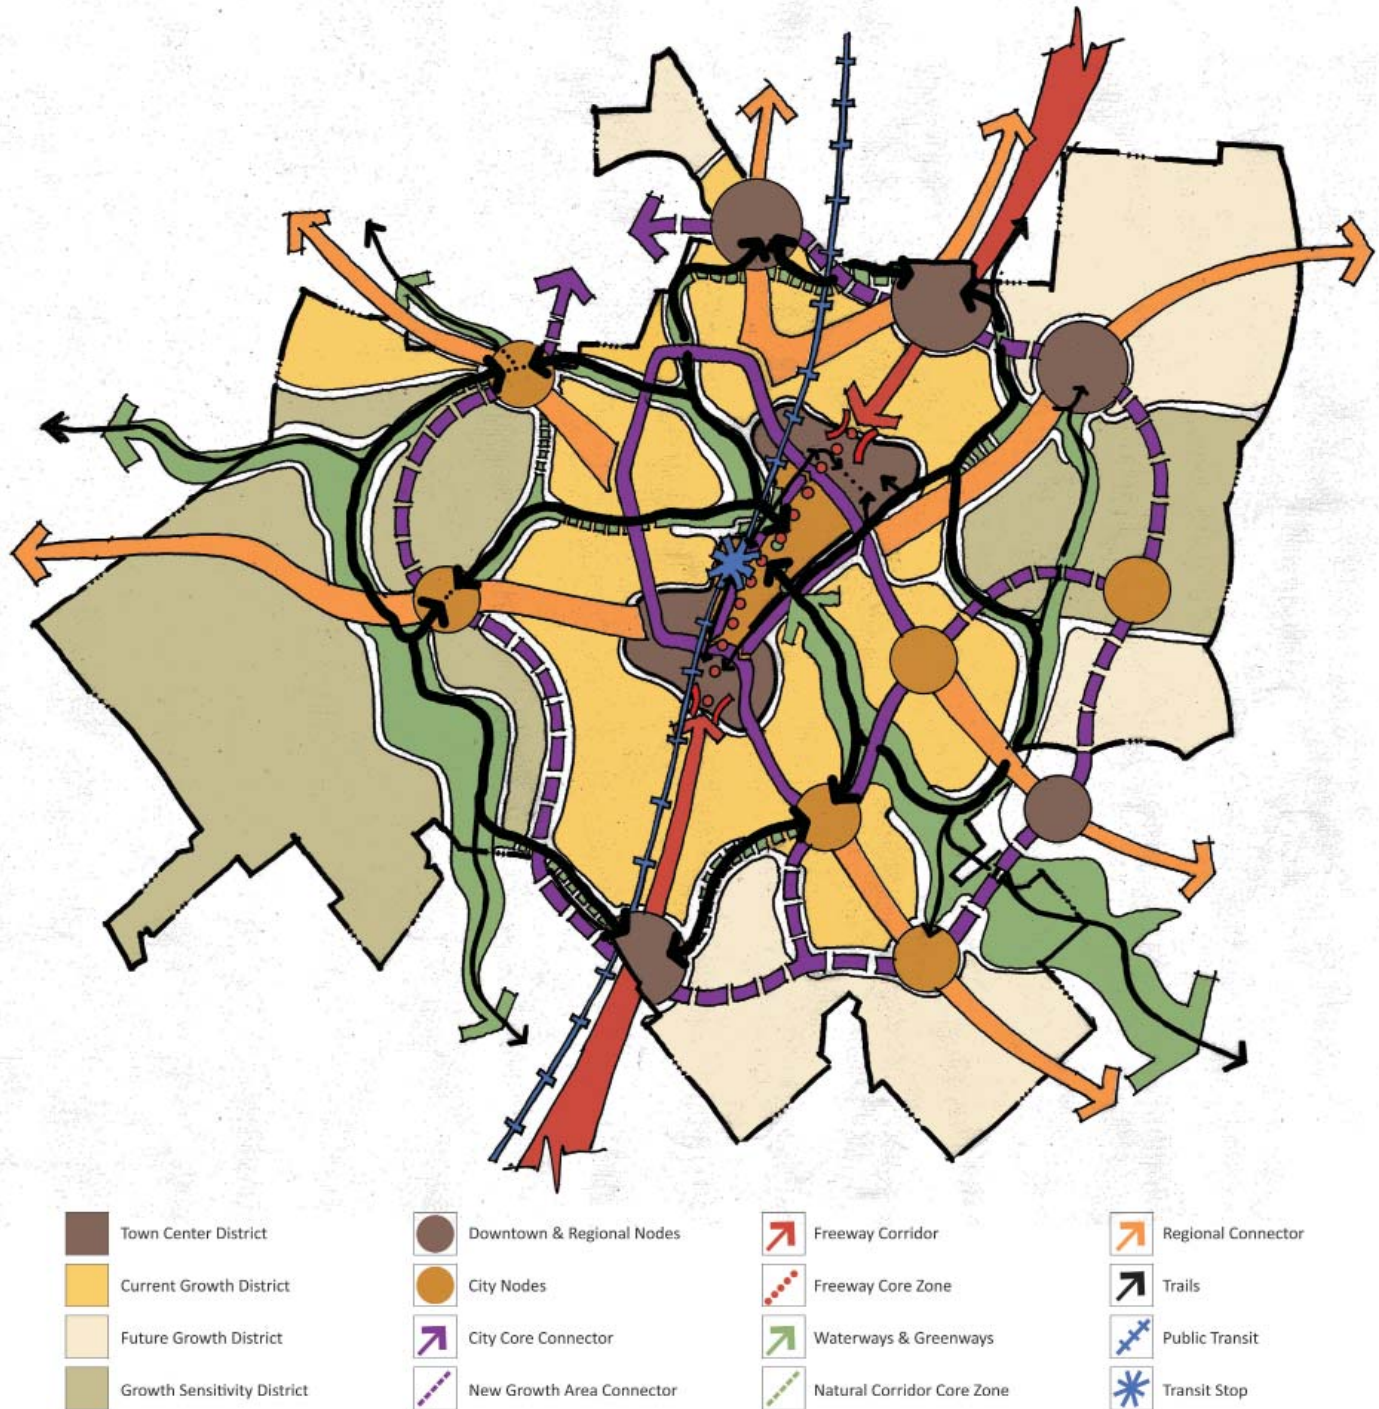 Town Center District
Downtown & Regional Nodes
Freeway Corridor
Regional Connector
Current Growth District
City Nodes
Freeway Core Zone
Trails
Future Growth District
City Core Connector
Waterways & Greenways
Public Transit
Growth Sensitivity District
New Growth Area Connector
Natural Corridor Core Zone
Transit Stop